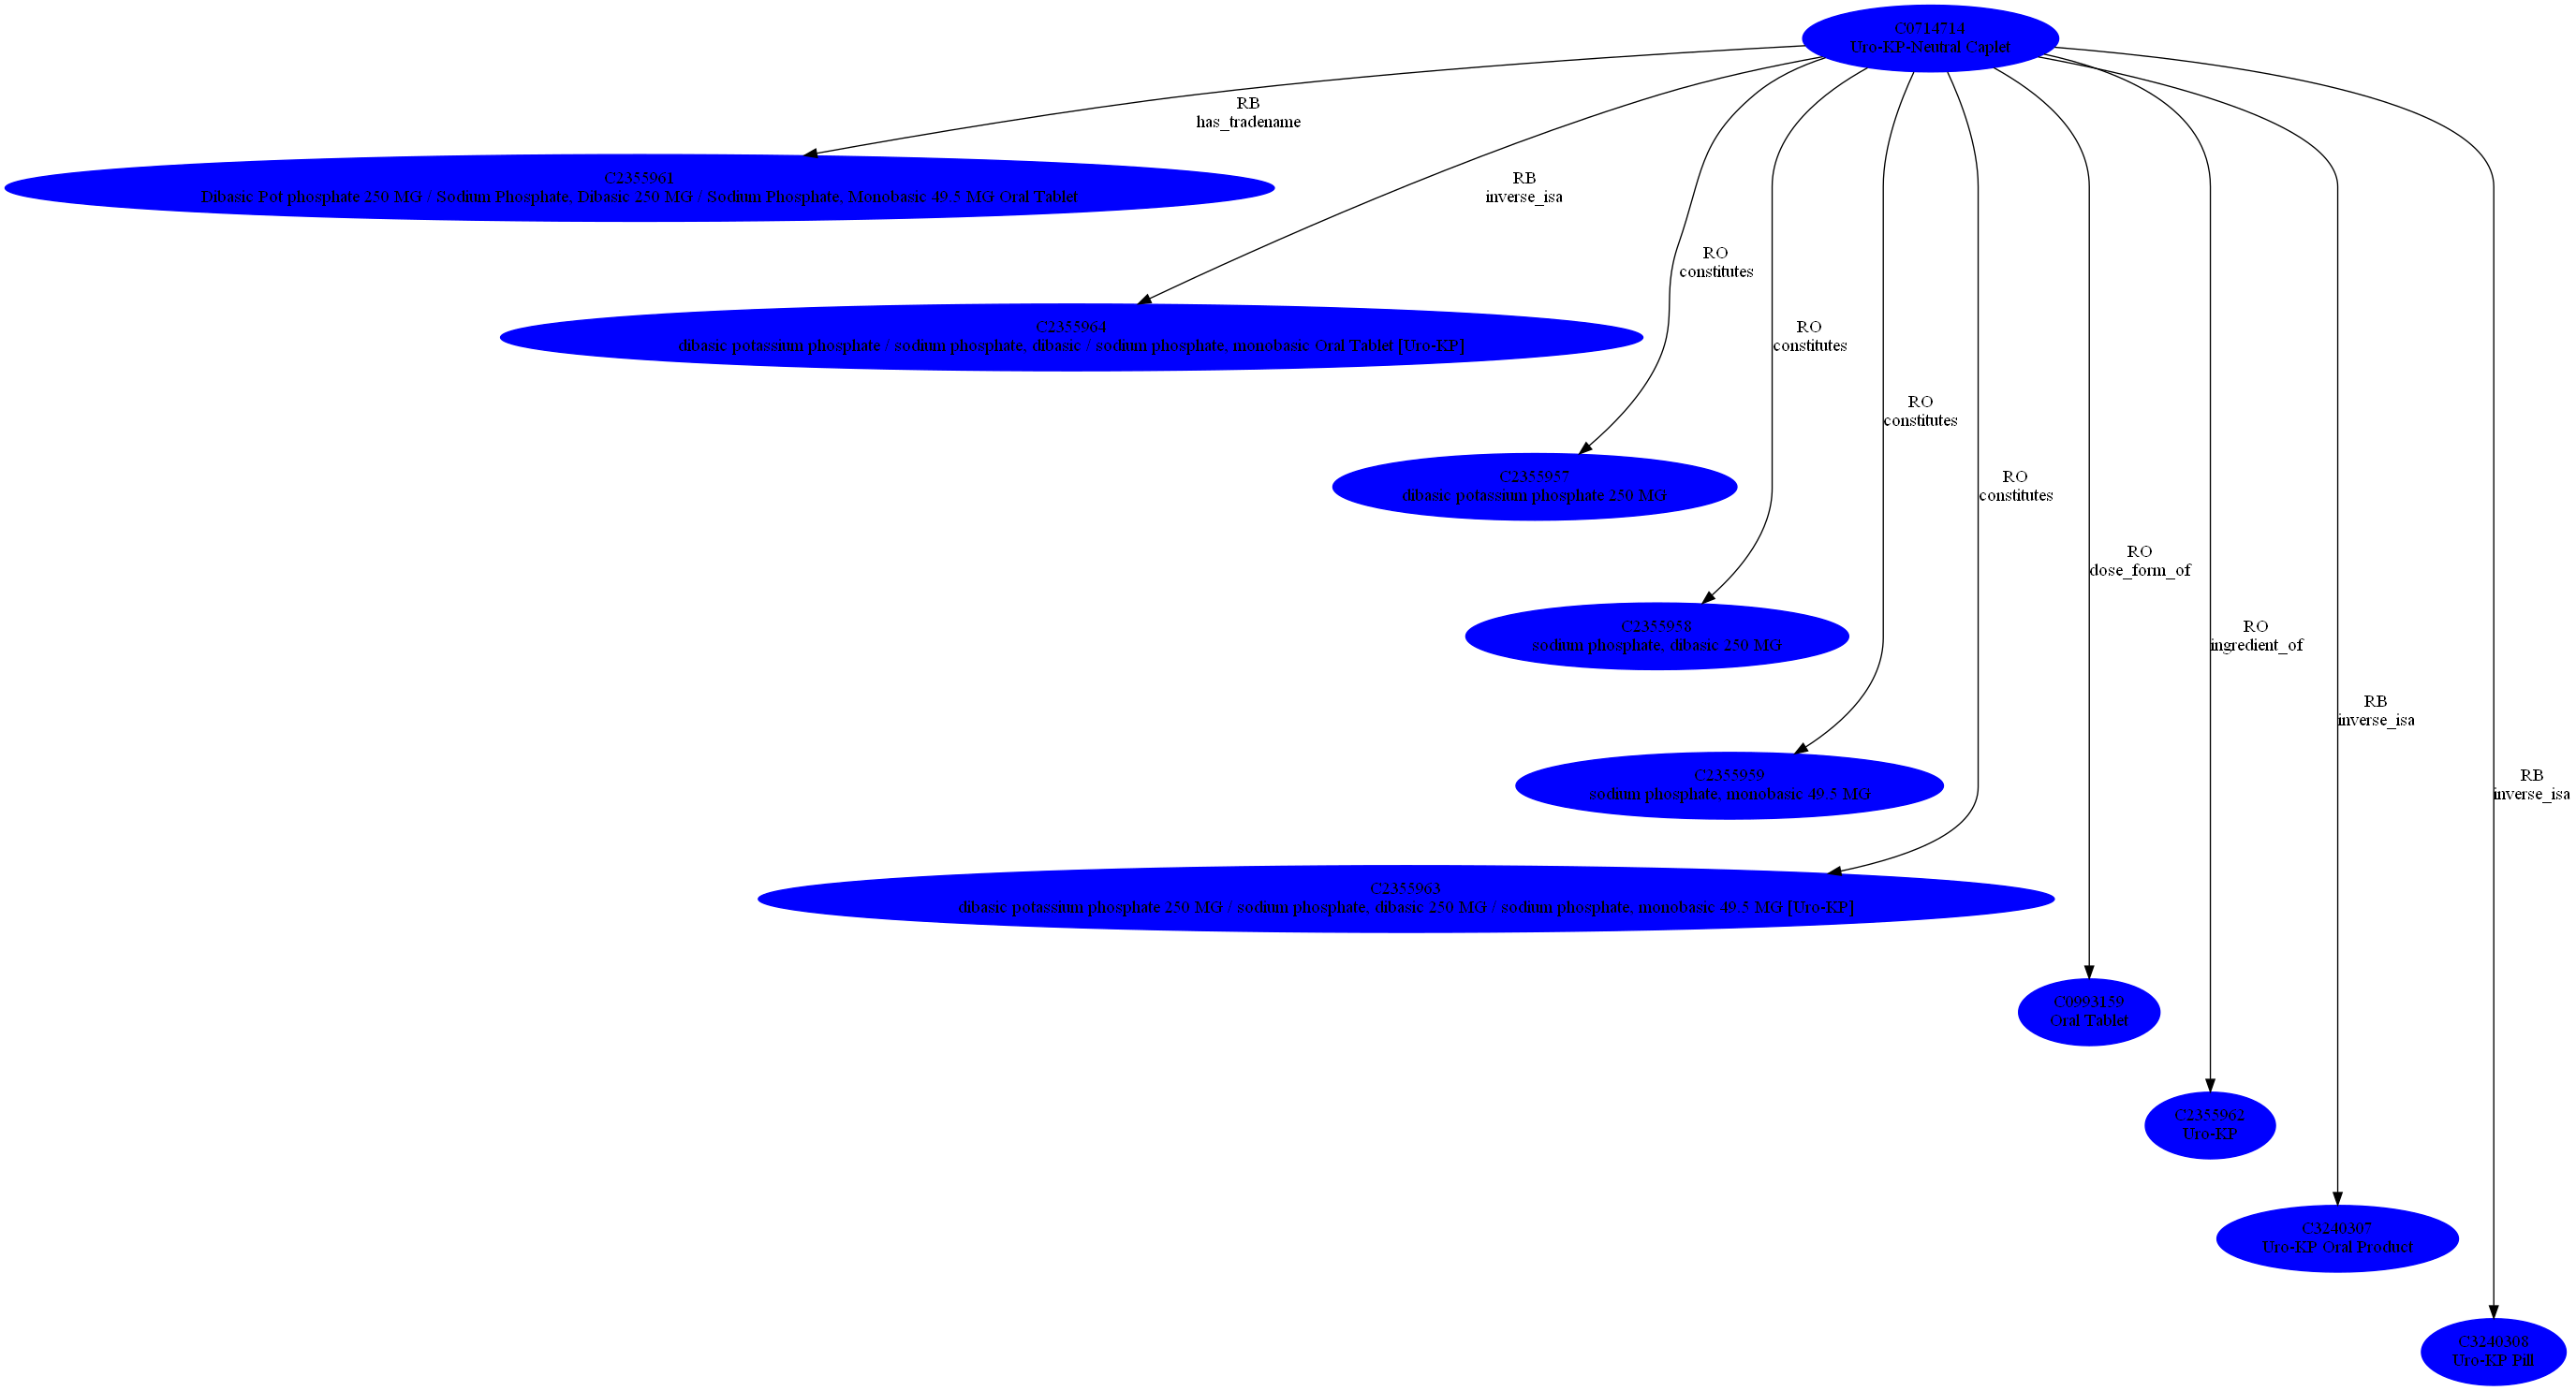 C0714714
Uro-KP-Neutral Caplet
RB
has_tradename
C2355961
Dibasic Pot phosphate 250 MG / Sodium Phosphate, Dibasic 250 MG / Sodium Phosphate, Monobasic 49.5 MG Oral Tablet
RB
inverse_isa
C2355964
dibasic potassium phosphate / sodium phosphate, dibasic / sodium phosphate, monobasic Oral Tablet [Uro-KP]
RO
constitutes
C2355957
dibasic potassium phosphate 250 MG
RO
constitutes
C2355958
sodium phosphate, dibasic 250 MG
RO
constitutes
C2355959
sodium phosphate, monobasic 49.5 MG
RO
constitutes
C2355963
dibasic potassium phosphate 250 MG / sodium phosphate, dibasic 250 MG / sodium phosphate, monobasic 49.5 MG [Uro-KP]
RO
dose_form_of
C0993159
Oral Tablet
RO
ingredient_of
C2355962
Uro-KP
RB
inverse_isa
C3240307
Uro-KP Oral Product
RB
inverse_isa
C3240308
Uro-KP Pill